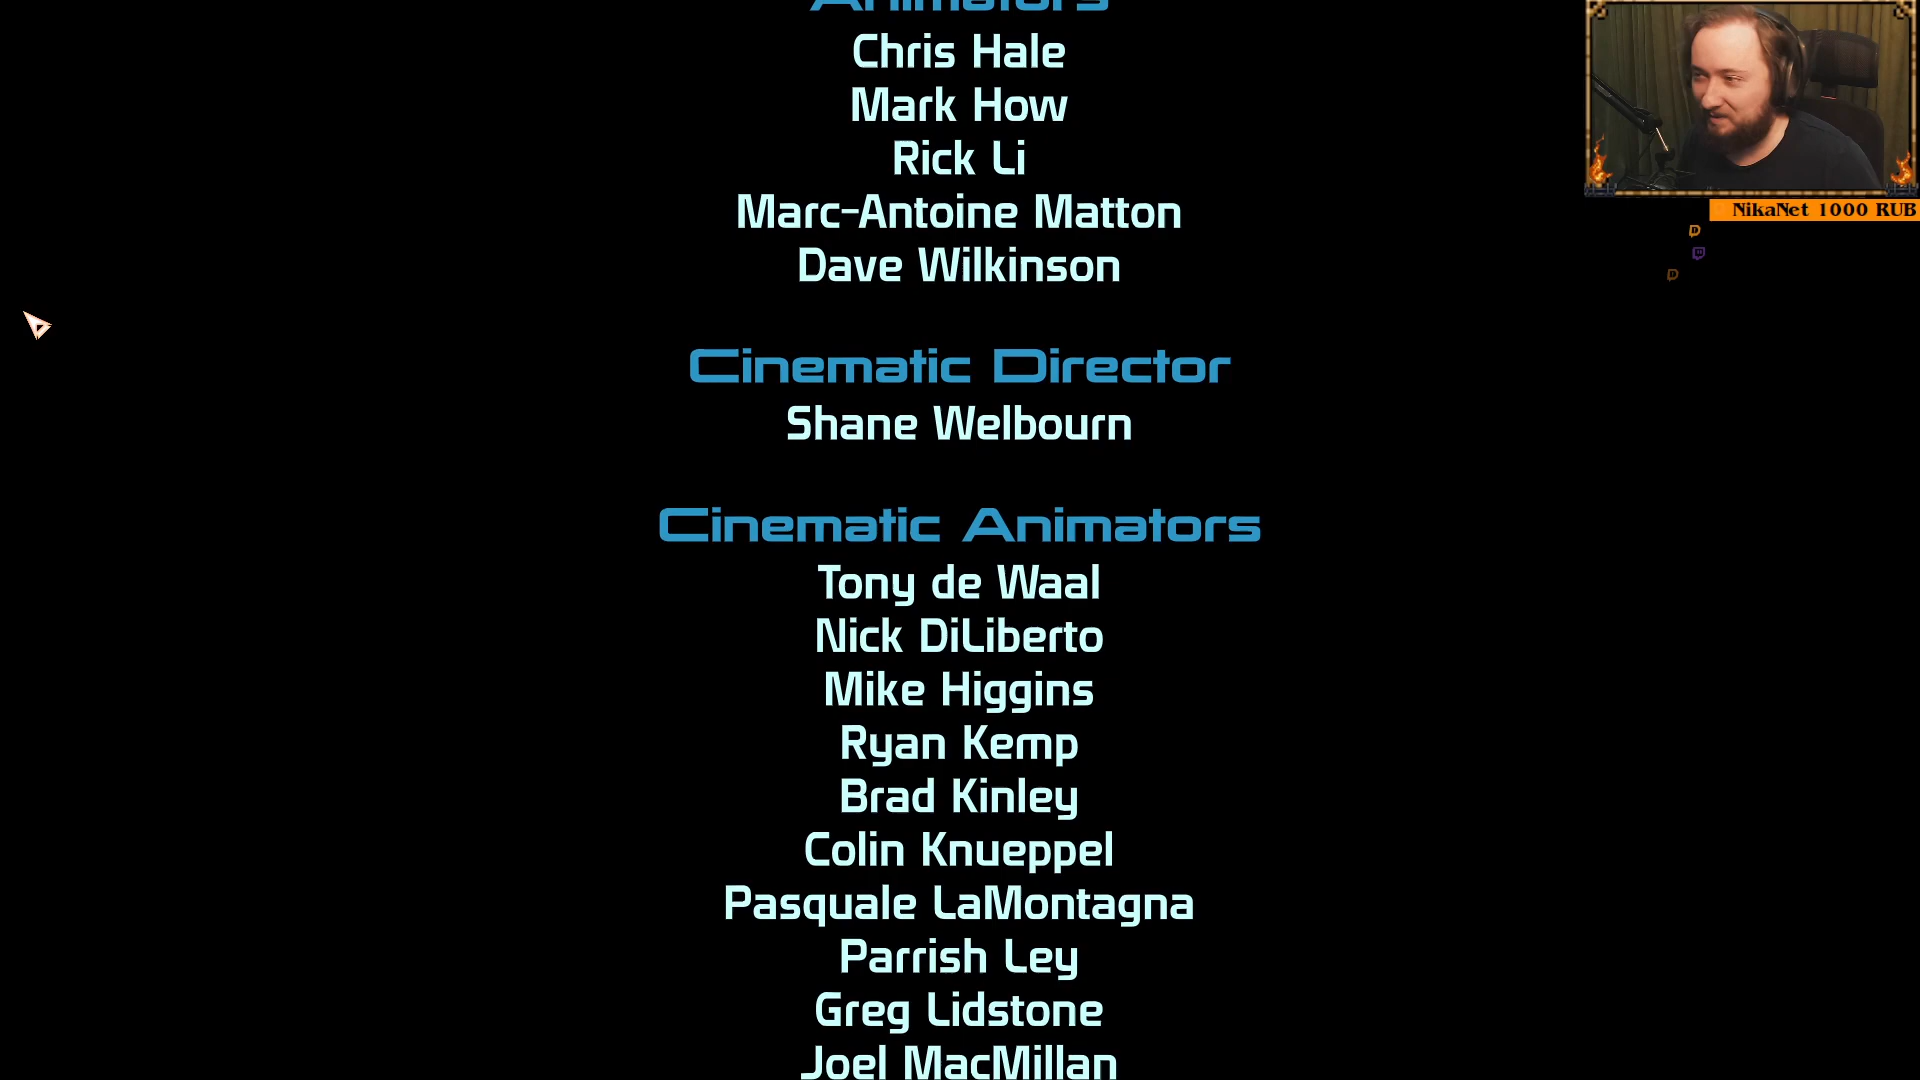 Animators
Chris Hale
Mark How
Rick Li
Marc-Antoine Matton
Dave Wilkinson
Cinematic Director
Shane Welbourn
Cinematic Animators
Tony de Waal
Nick DiLiberto
Mike Higgins
Ryan Kemp
Brad Kinley
Colin Knueppel
Pasquale LaMontagna
Parrish Ley
Greg Lidstone
Joel MacMillan
NikaNet 1000 RUB